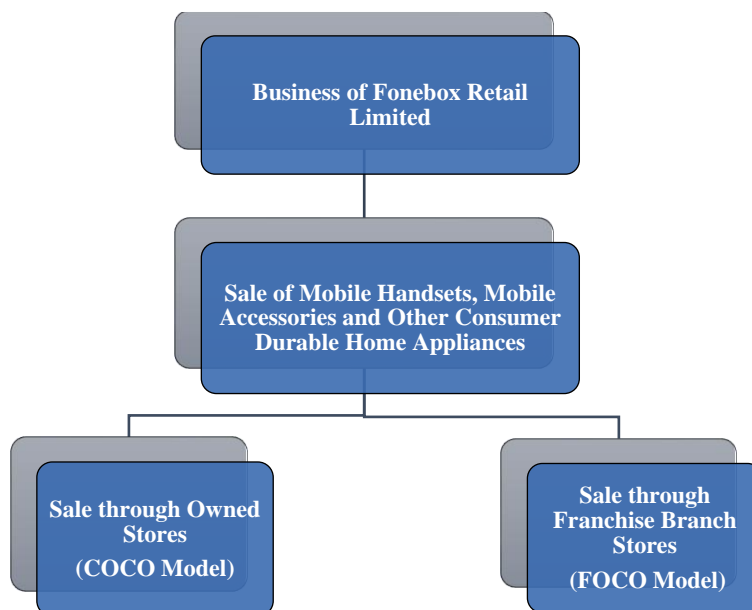 Business of Fonebox Retail
Limited
Sale of Mobile Handsets, Mobile
Accessories and Other Consumer
Durable Home Appliances
Sale through Owned
Stores
(COCO Model)
Sale through
Franchise Branch
Stores
(FOCO Model)